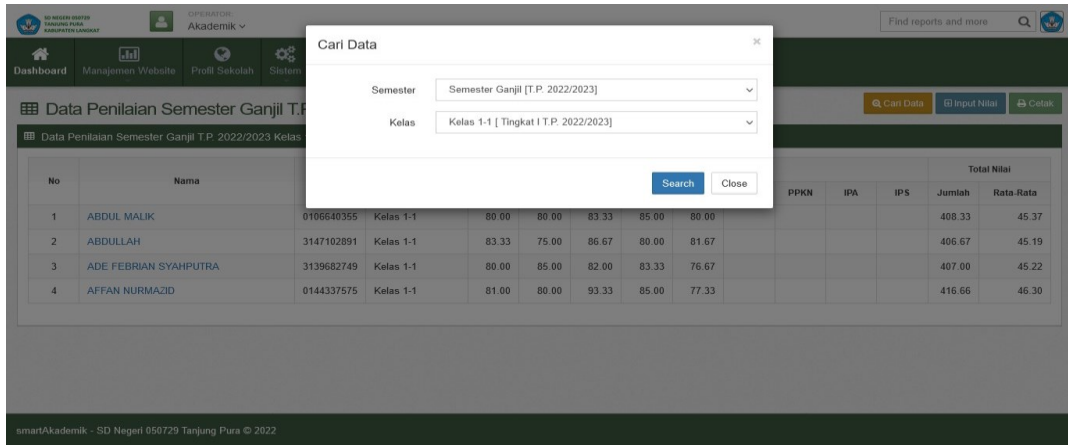 SD NEGERI 050729
TANJUNG PURA
KABUPATEN LANGKAT
OPERATOR:
Akademik
Find reports and more
Dashboard
Manajemen Website
Profil Sekolah
Sistem
Cari Data
×
Semester
Semester Ganjil [T.P. 2022/2023]
Kelas
Kelas 1-1 [ Tingkat I T.P. 2022/2023]
Search
Close
Data Penilaian Semester Ganjil T.P
Cari Data
Input Nilai
Cetak
Data Penilaian Semester Ganjil T.P. 2022/2023 Kelas
No Nama Total Nilai
PPKN IPA IPS Jumlah Rata-Rata
1 ABDUL MALIK 0106640355 Kelas 1-1 80.00 80.00 83.33 85.00 80.00 408.33 45.37
2 ABDULLAH 3147102891 Kelas 1-1 83.33 75.00 86.67 80.00 81.67 406.67 45.19
3 ADE FEBRIAN SYAHPUTRA 3139682749 Kelas 1-1 80.00 85.00 82.00 83.33 76.67 407.00 45.22
4 AFFAN NURMAZID 0144337575 Kelas 1-1 81.00 80.00 93.33 85.00 77.33 416.66 46.30
smartAkademik - SD Negeri 050729 Tanjung Pura © 2022